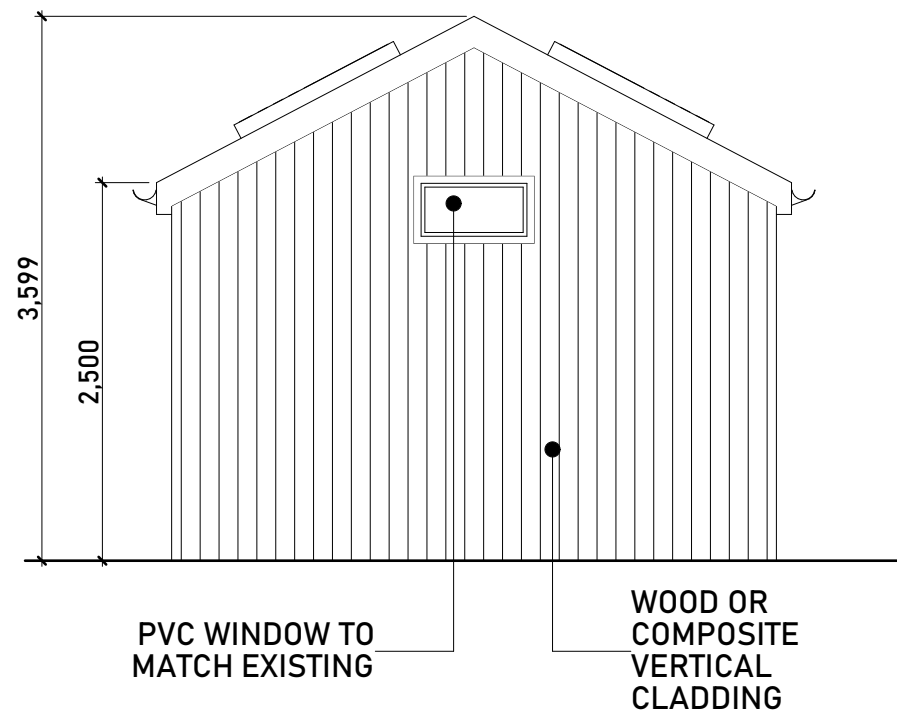 3,599
2,500
PVC WINDOW TO
MATCH EXISTING
WOOD OR
COMPOSITE
VERTICAL
CLADDING